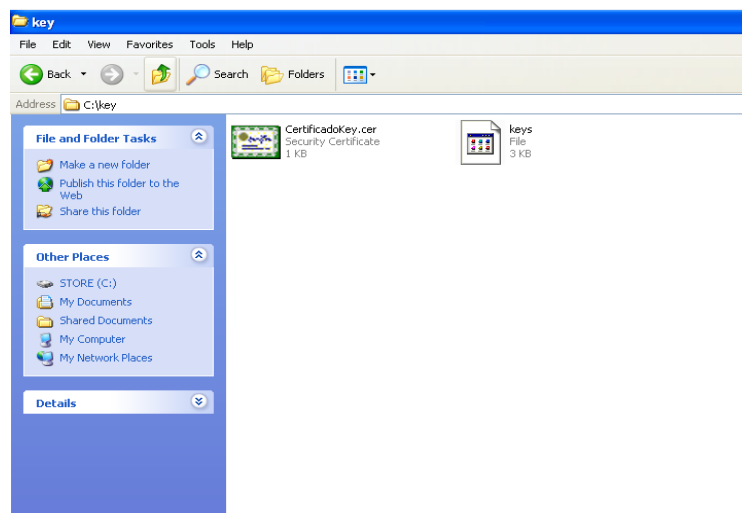 key
File Edit View Favorites Tools Help
Back Search Folders
Address C:\key
File and Folder Tasks
Make a new folder
Publish this folder to the
Web
Share this folder
Other Places
STORE (C:)
My Documents
Shared Documents
My Computer
My Network Places
Details
CertificadoKey.cer
Security Certificate
1 KB
keys
File
3 KB